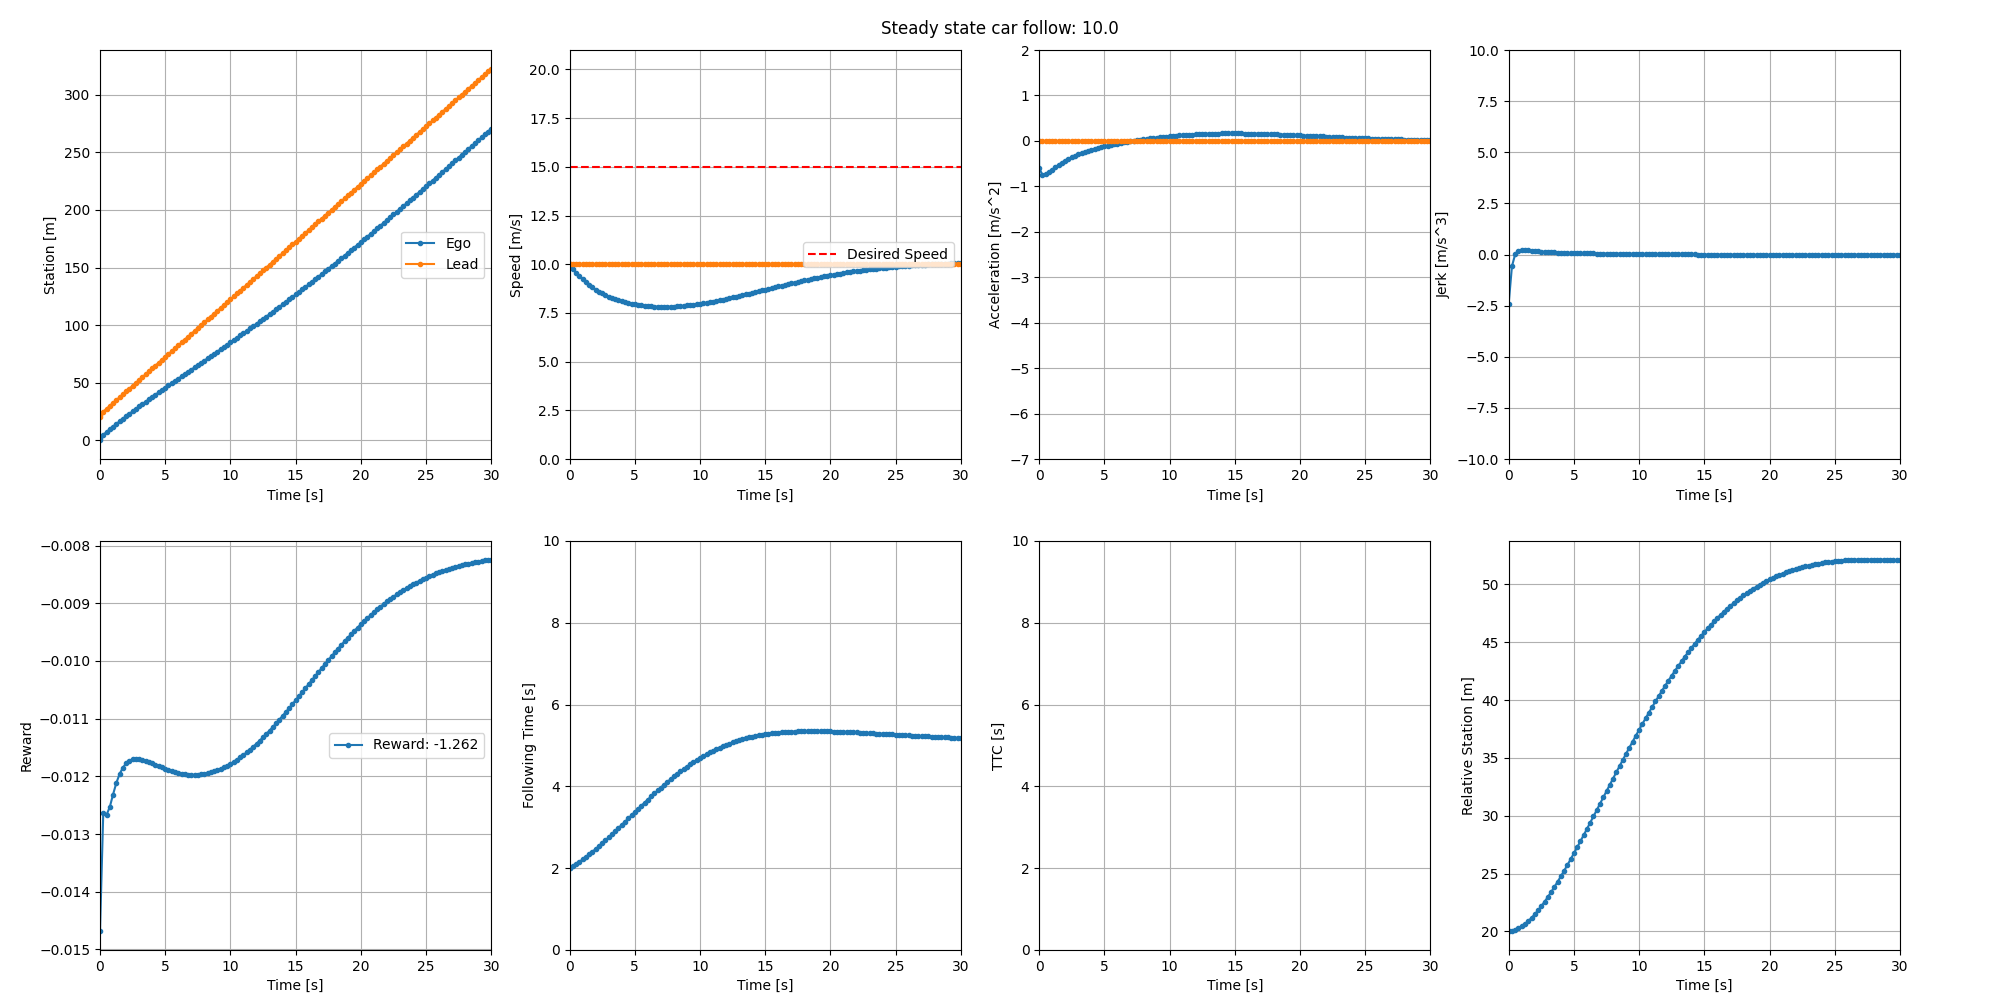 Steady state car follow: 10.0
Station [m]
300
250
200
150
100
50
0
Ego
Lead
0 5 10 15 20 25 30
Time [s]
Speed [m/s]
20.0
17.5
15.0
12.5
10.0
7.5
5.0
2.5
0.0
Desired Speed
0 5 10 15 20 25 30
Time [s]
Acceleration [m/s^2]
2
1
0
−1
−2
−3
−4
−5
−6
−7
0 5 10 15 20 25 30
Time [s]
Jerk [m/s^3]
10.0
7.5
5.0
2.5
0.0
−2.5
−5.0
−7.5
−10.0
0 5 10 15 20 25 30
Time [s]
Reward
−0.008
−0.009
−0.010
−0.011
−0.012
−0.013
−0.014
−0.015
Reward: -1.262
0 5 10 15 20 25 30
Time [s]
Following Time [s]
10
8
6
4
2
0
0 5 10 15 20 25 30
Time [s]
TTC [s]
10
8
6
4
2
0
0 5 10 15 20 25 30
Time [s]
Relative Station [m]
50
45
40
35
30
25
20
0 5 10 15 20 25 30
Time [s]